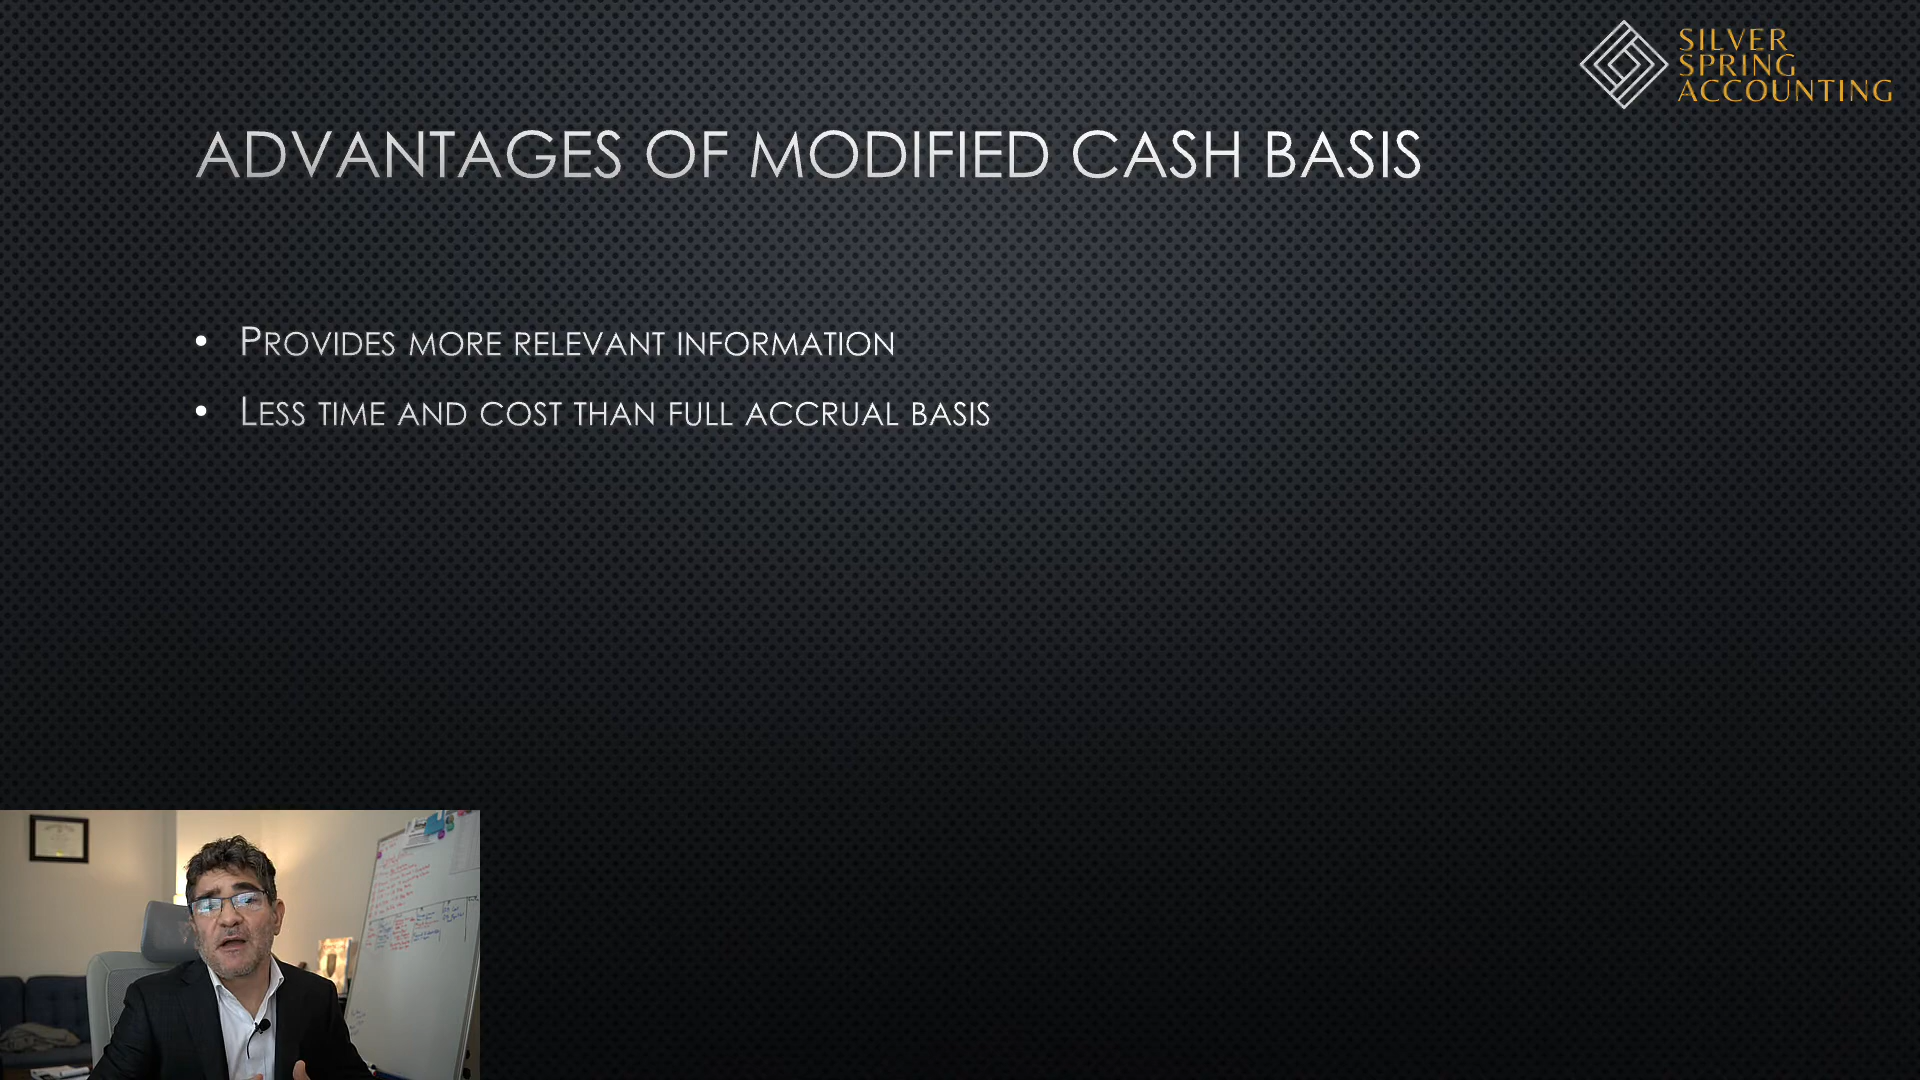 SILVER
SPRING
ACCOUNTING
ADVANTAGES OF MODIFIED CASH BASIS
• PROVIDES MORE RELEVANT INFORMATION
• LESS TIME AND COST THAN FULL ACCRUAL BASIS